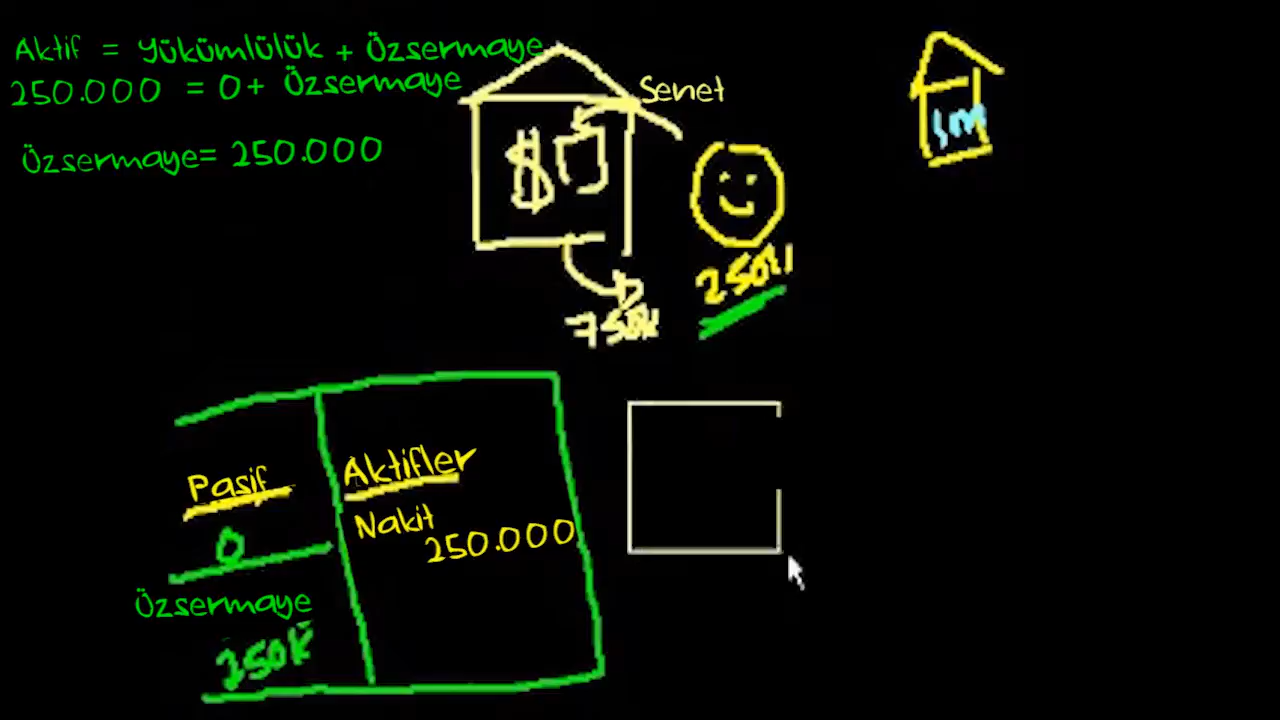 Aktif = Yükümlülük + Özsermaye
250.000 = 0 + Özsermaye
Özsermaye = 250.000
Senet
$
1M
250K
750K
Pasif
0
Özsermaye
250K
Aktifler
Nakit
250.000